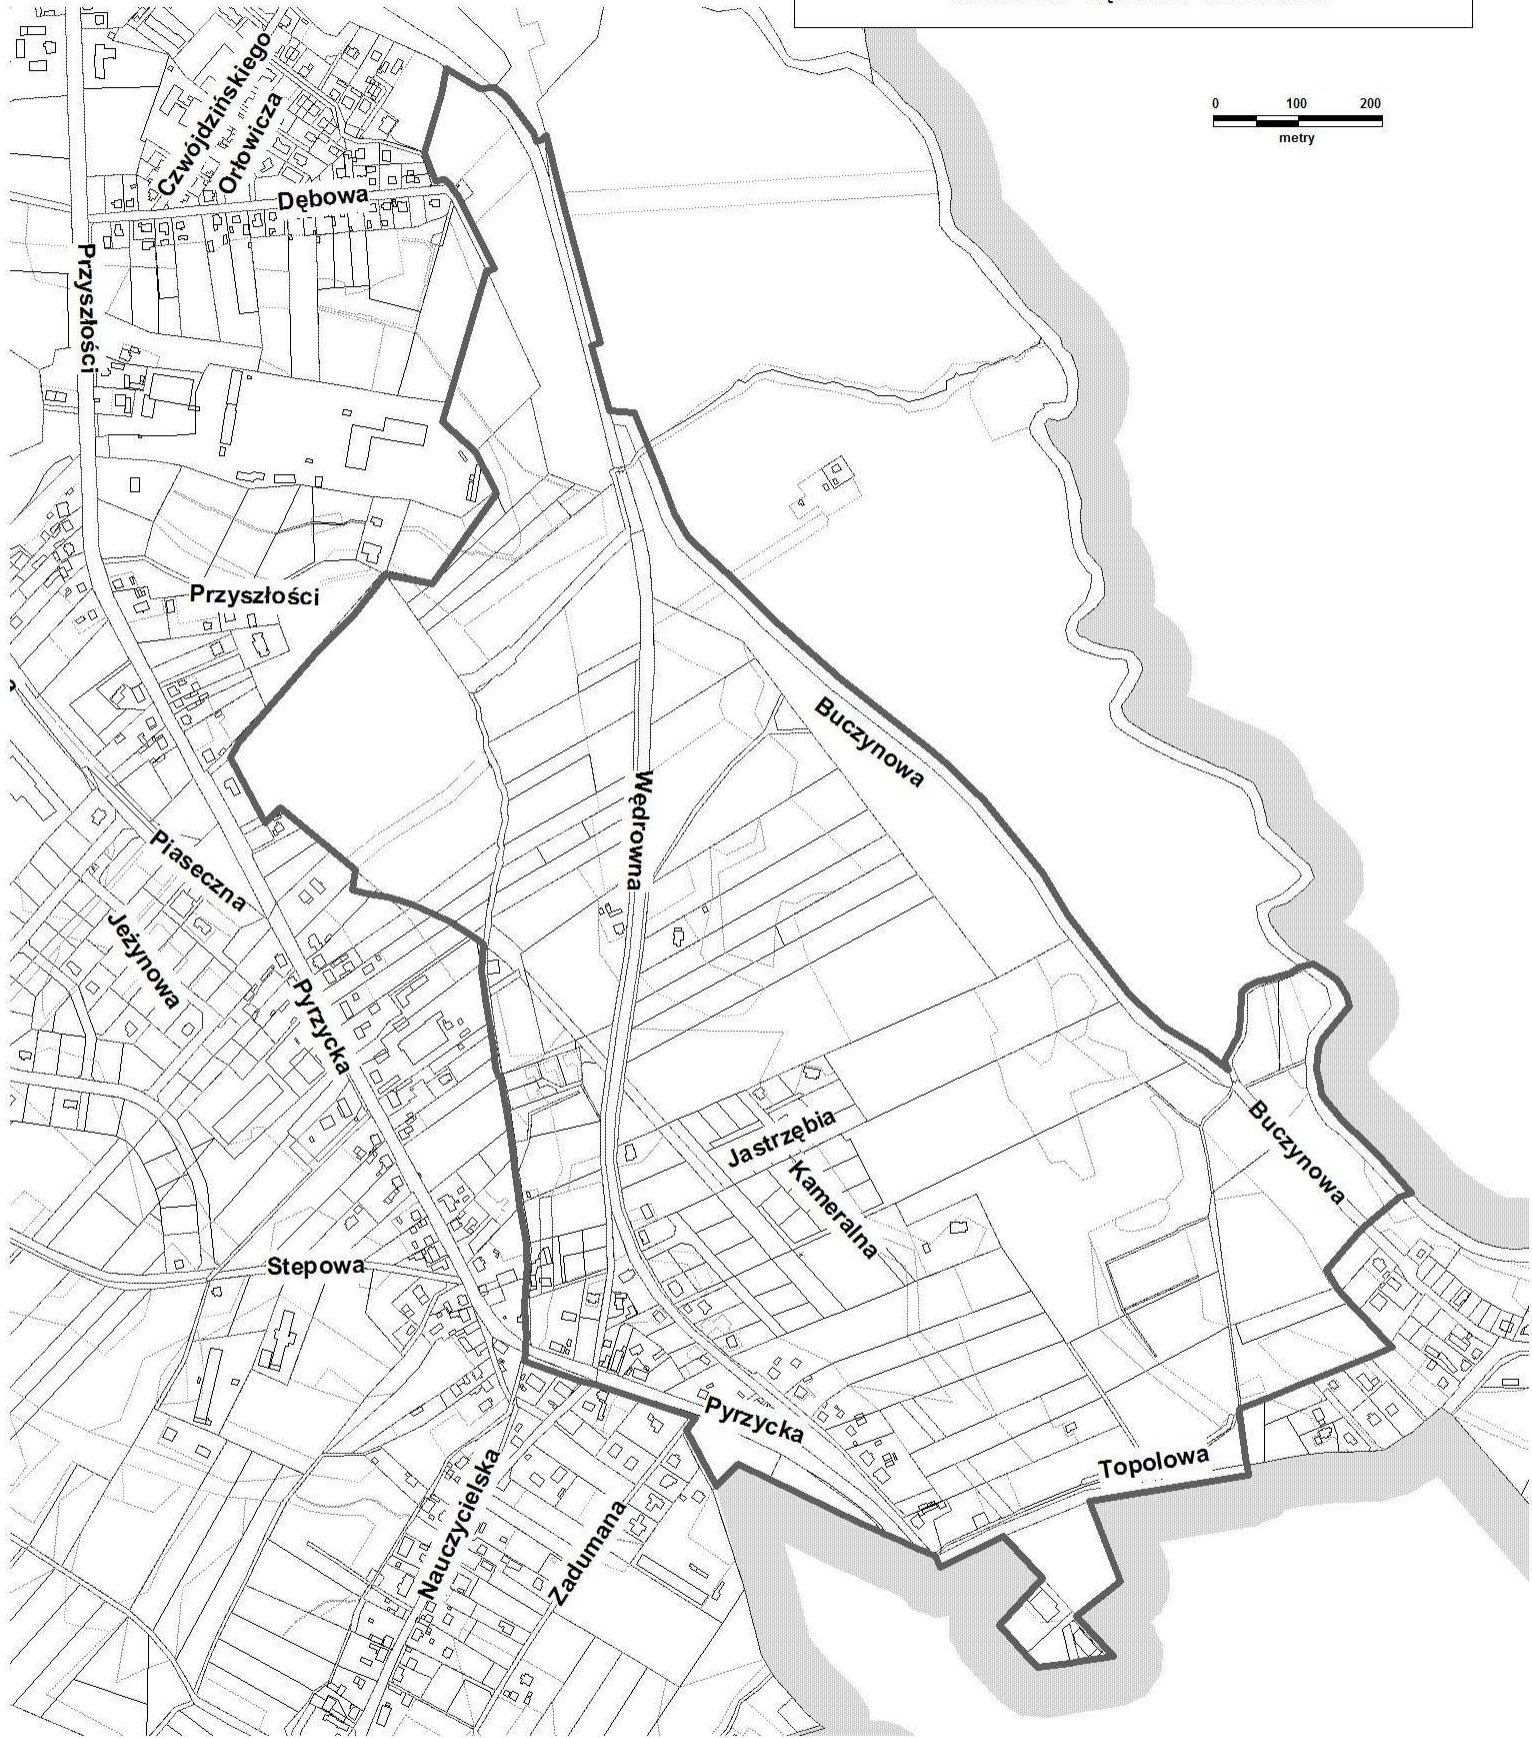 0 100 200
metry
Czwójdzińskiego
Orłowicza
Dębowa
Przyszłości
Przyszłości
Buczynowa
Wędrowna
Piaseczna
Jeżynowa
Pyrzycka
Buczynowa
Jastrzębia
Kameralna
Stepowa
Pyrzycka
Topolowa
Nauczycielska
Zadumana